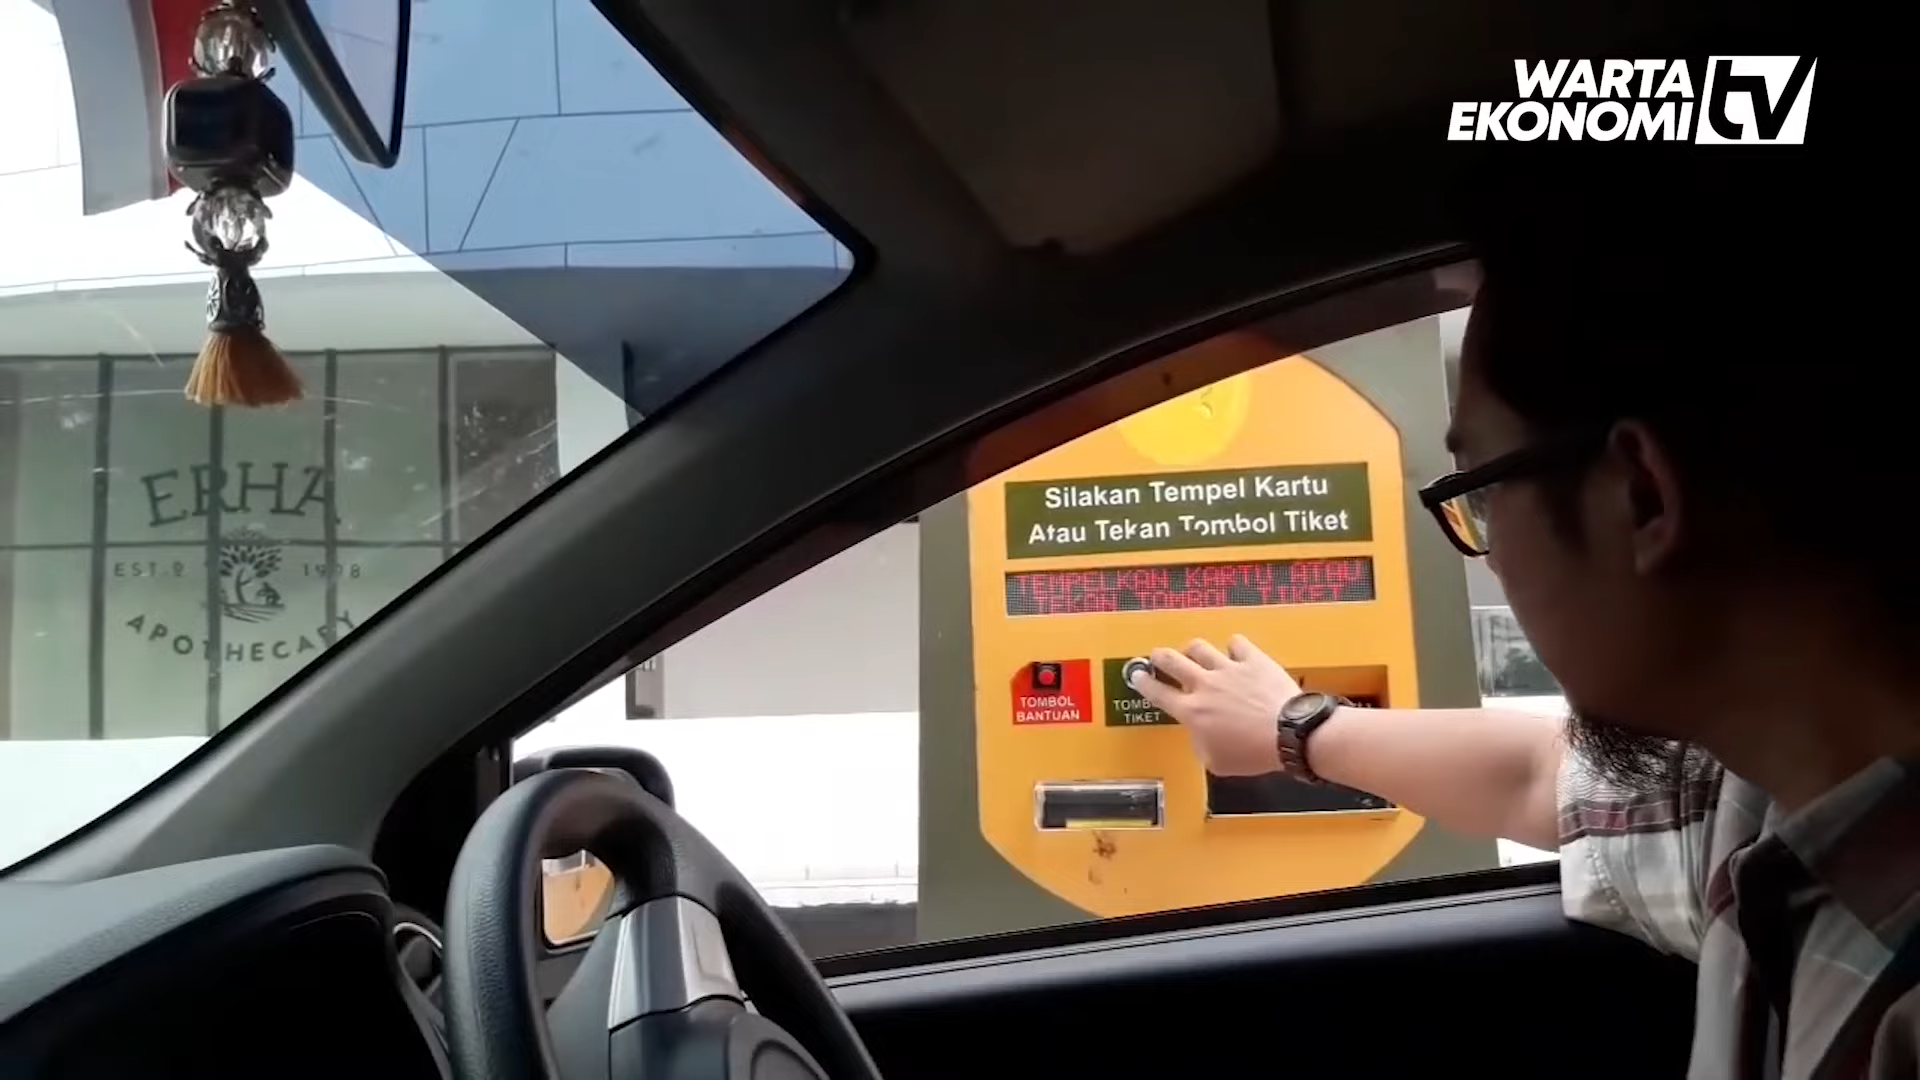 WARTA
EKONOMI tv
Silakan Tempel Kartu
Atau Tekan Tombol Tiket
TEMPELKAN KARTU ATAU
TEKAN TOMBOL TIKET
TOMBOL
BANTUAN
TOMBOL
TIKET
ERHA
EST.D 1998
APOTHECARY